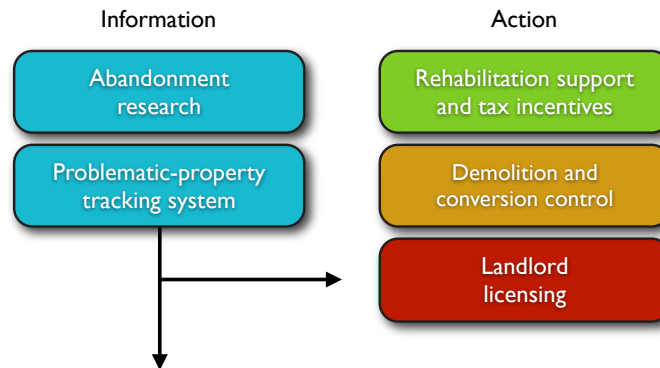 Information
Action
Abandonment
research
Rehabilitation support
and tax incentives
Problematic-property
tracking system
Demolition and
conversion control
Landlord
licensing